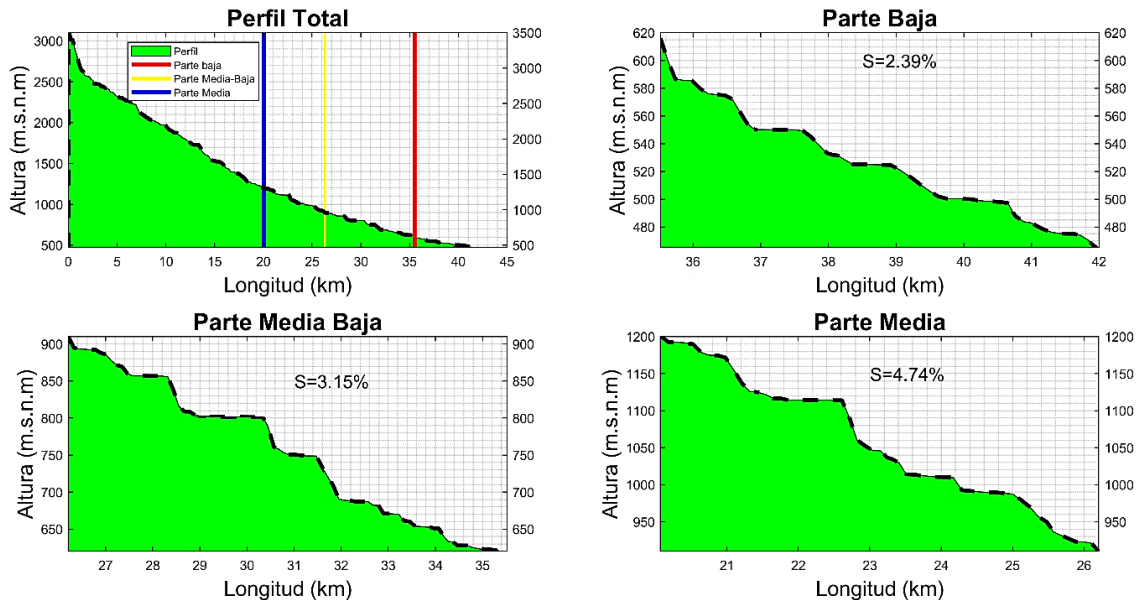 Perfil Total
Altura (m.s.n.m)
3000
2500
2000
1500
1000
500
3500
3000
2500
2000
1500
1000
500
Perfil
Parte baja
Parte Media-Baja
Parte Media
0 5 10 15 20 25 30 35 40 45
Longitud (km)
Parte Baja
Altura (m.s.n.m)
620
600
580
560
540
520
500
480
620
600
580
560
540
520
500
480
S=2.39%
36 37 38 39 40 41 42
Longitud (km)
Parte Media Baja
Altura (m.s.n.m)
900
850
800
750
700
650
900
850
800
750
700
650
S=3.15%
27 28 29 30 31 32 33 34 35
Longitud (km)
Parte Media
Altura (m.s.n.m)
1200
1150
1100
1050
1000
950
1200
1150
1100
1050
1000
950
S=4.74%
21 22 23 24 25 26
Longitud (km)